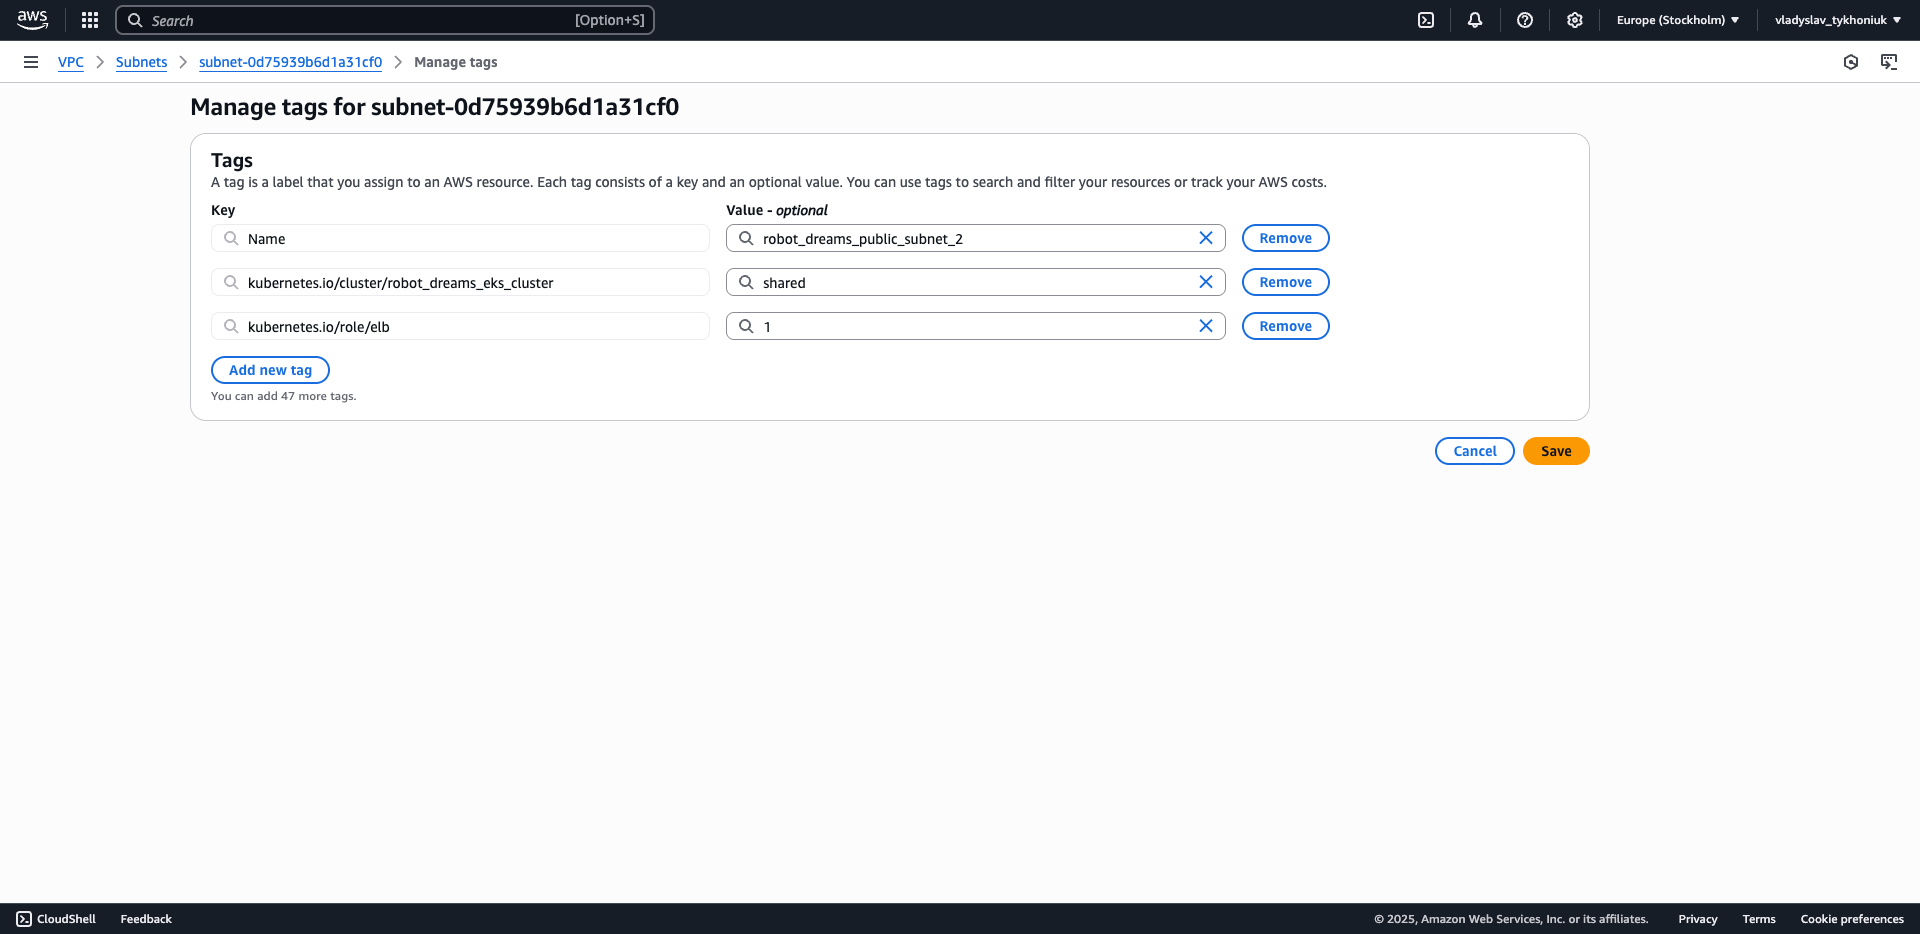 aws
Search
[Option+S]
Europe (Stockholm)
vladyslav_tykhoniuk
VPC
Subnets
subnet-0d75939b6d1a31cf0
Manage tags
Manage tags for subnet-0d75939b6d1a31cf0
Tags
A tag is a label that you assign to an AWS resource. Each tag consists of a key and an optional value. You can use tags to search and filter your resources or track your AWS costs.
Key
Value - optional
Name
robot_dreams_public_subnet_2
Remove
kubernetes.io/cluster/robot_dreams_eks_cluster
shared
Remove
kubernetes.io/role/elb
1
Remove
Add new tag
You can add 47 more tags.
Cancel
Save
CloudShell
Feedback
© 2025, Amazon Web Services, Inc. or its affiliates.
Privacy
Terms
Cookie preferences